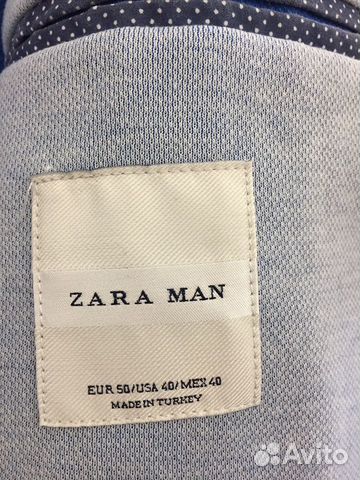 ZARA MAN
EUR 50/USA 40/MEX 40
MADE IN TURKEY
Avito